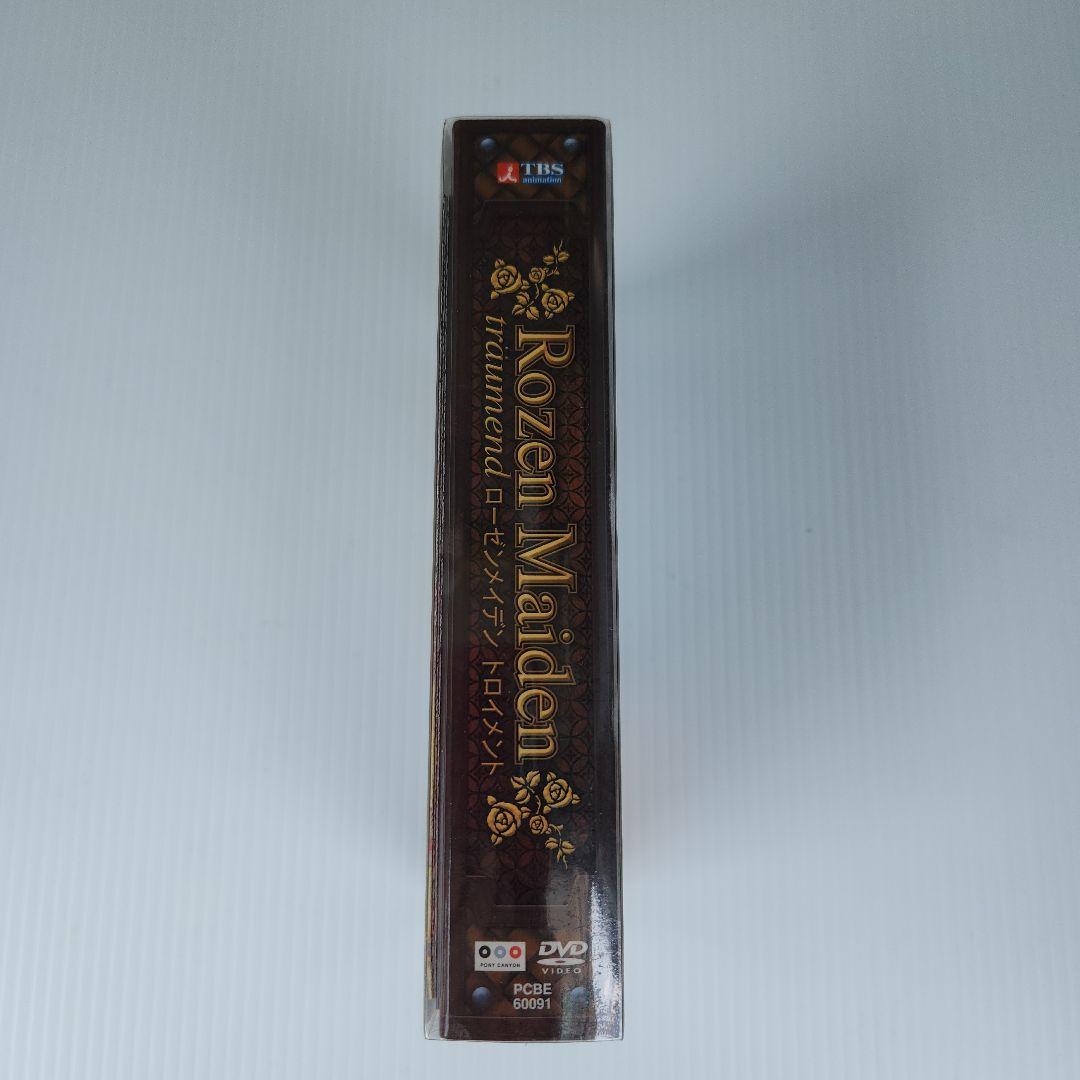 TBS
animation
Rozen Maiden
träumend ローゼンメイデン トロイメント
PONY CANYON
DVD
VIDEO
PCBE
60091